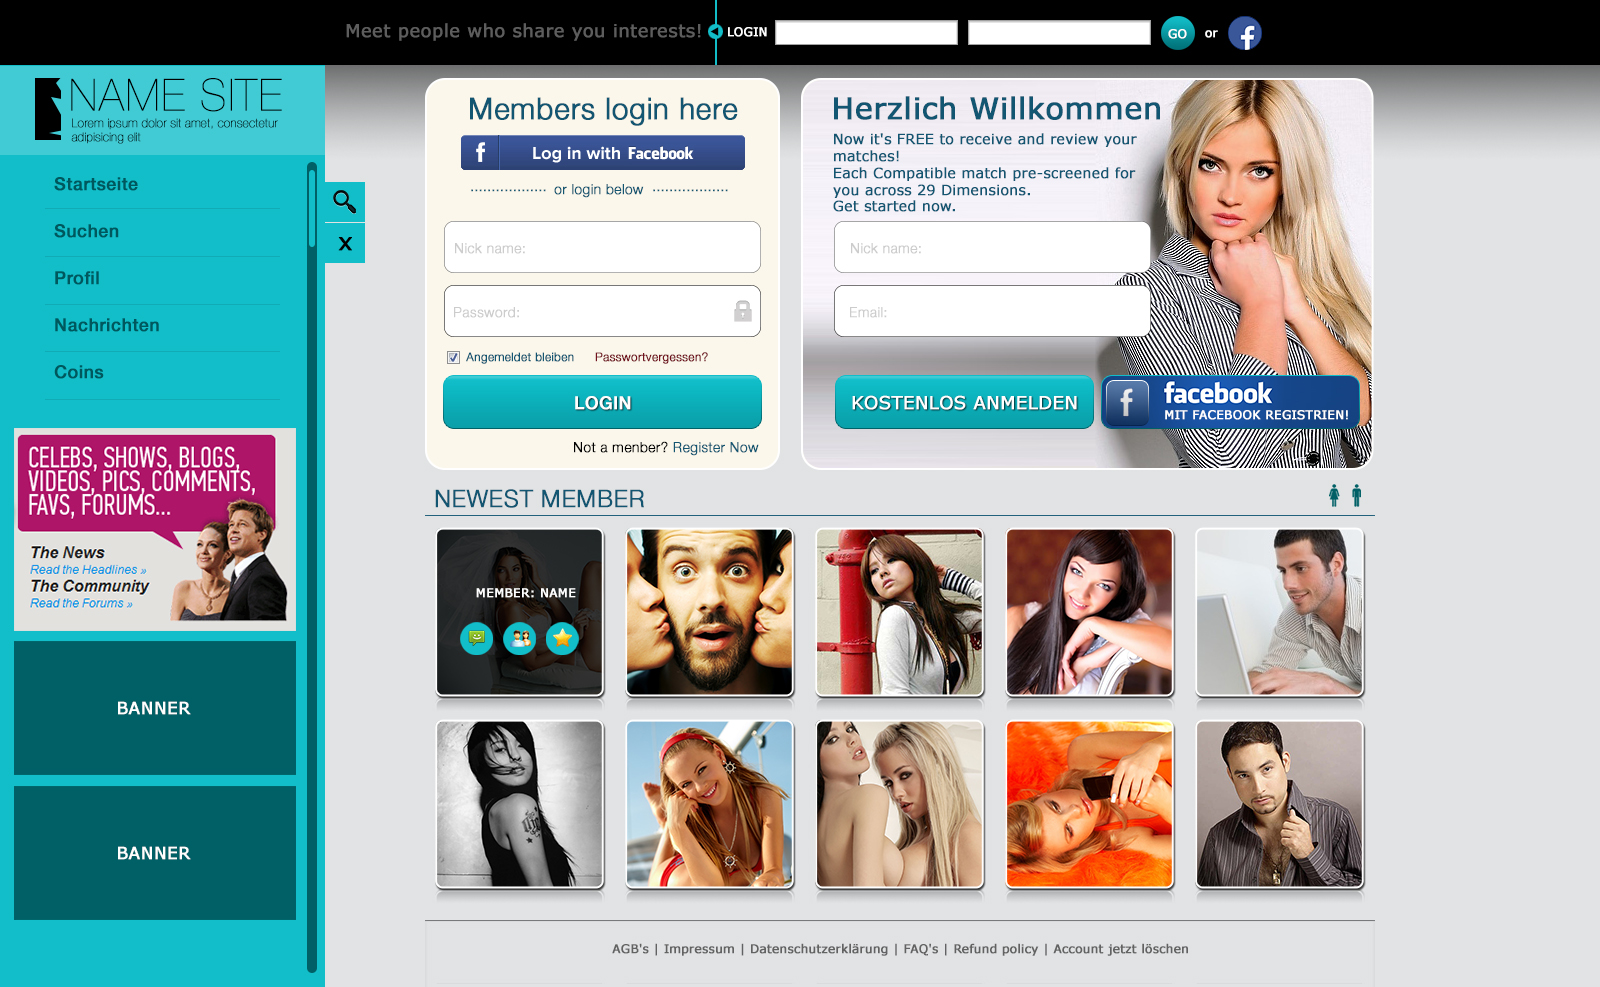 Meet people who share you interests!
LOGIN
GO
or
f
NAME SITE
Lorem ipsum dolor sit amet, consectetur
adipisicing elit
Startseite
Suchen
Profil
Nachrichten
Coins
X
CELEBS, SHOWS, BLOGS,
VIDEOS, PICS, COMMENTS,
FAVS, FORUMS...
The News
Read the Headlines »
The Community
Read the Forums »
BANNER
BANNER
Members login here
f Log in with Facebook
or login below
Nick name:
Password:
Angemeldet bleiben Passwortvergessen?
LOGIN
Not a menber? Register Now
Herzlich Willkommen
Now it's FREE to receive and review your
matches!
Each Compatible match pre-screened for
you across 29 Dimensions.
Get started now.
Nick name:
Email:
KOSTENLOS ANMELDEN
f facebook
MIT FACEBOOK REGISTRIEN!
NEWEST MEMBER
MEMBER: NAME
AGB's | Impressum | Datenschutzerklärung | FAQ's | Refund policy | Account jetzt löschen